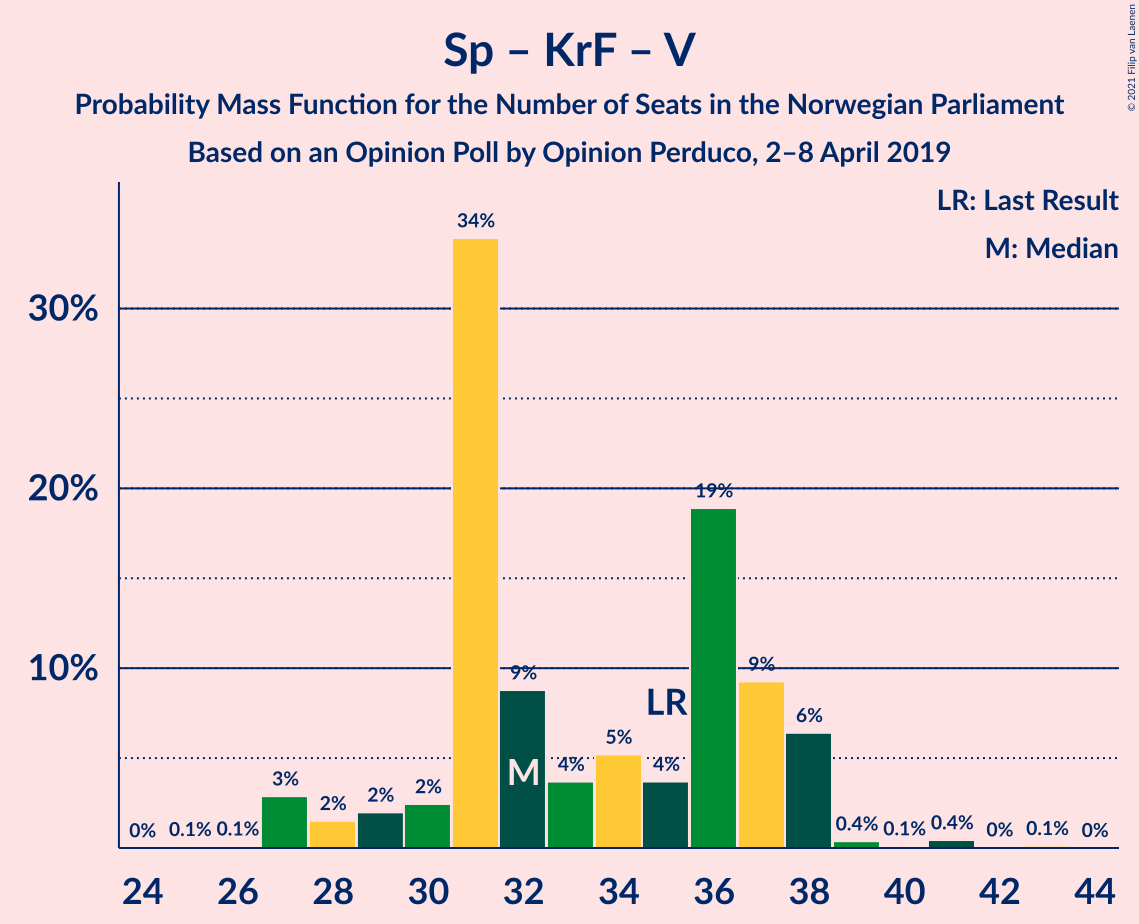 Sp – KrF – V
Probability Mass Function for the Number of Seats in the Norwegian Parliament
Based on an Opinion Poll by Opinion Perduco, 2–8 April 2019
© 2021 Filip van Laenen
LR: Last Result
M: Median
30%
20%
10%
0%
0.1%
0.1%
3%
2%
2%
2%
34%
9%
M
4%
5%
LR
4%
19%
9%
6%
0.4%
0.1%
0.4%
0%
0.1%
0%
24 26 28 30 32 34 36 38 40 42 44